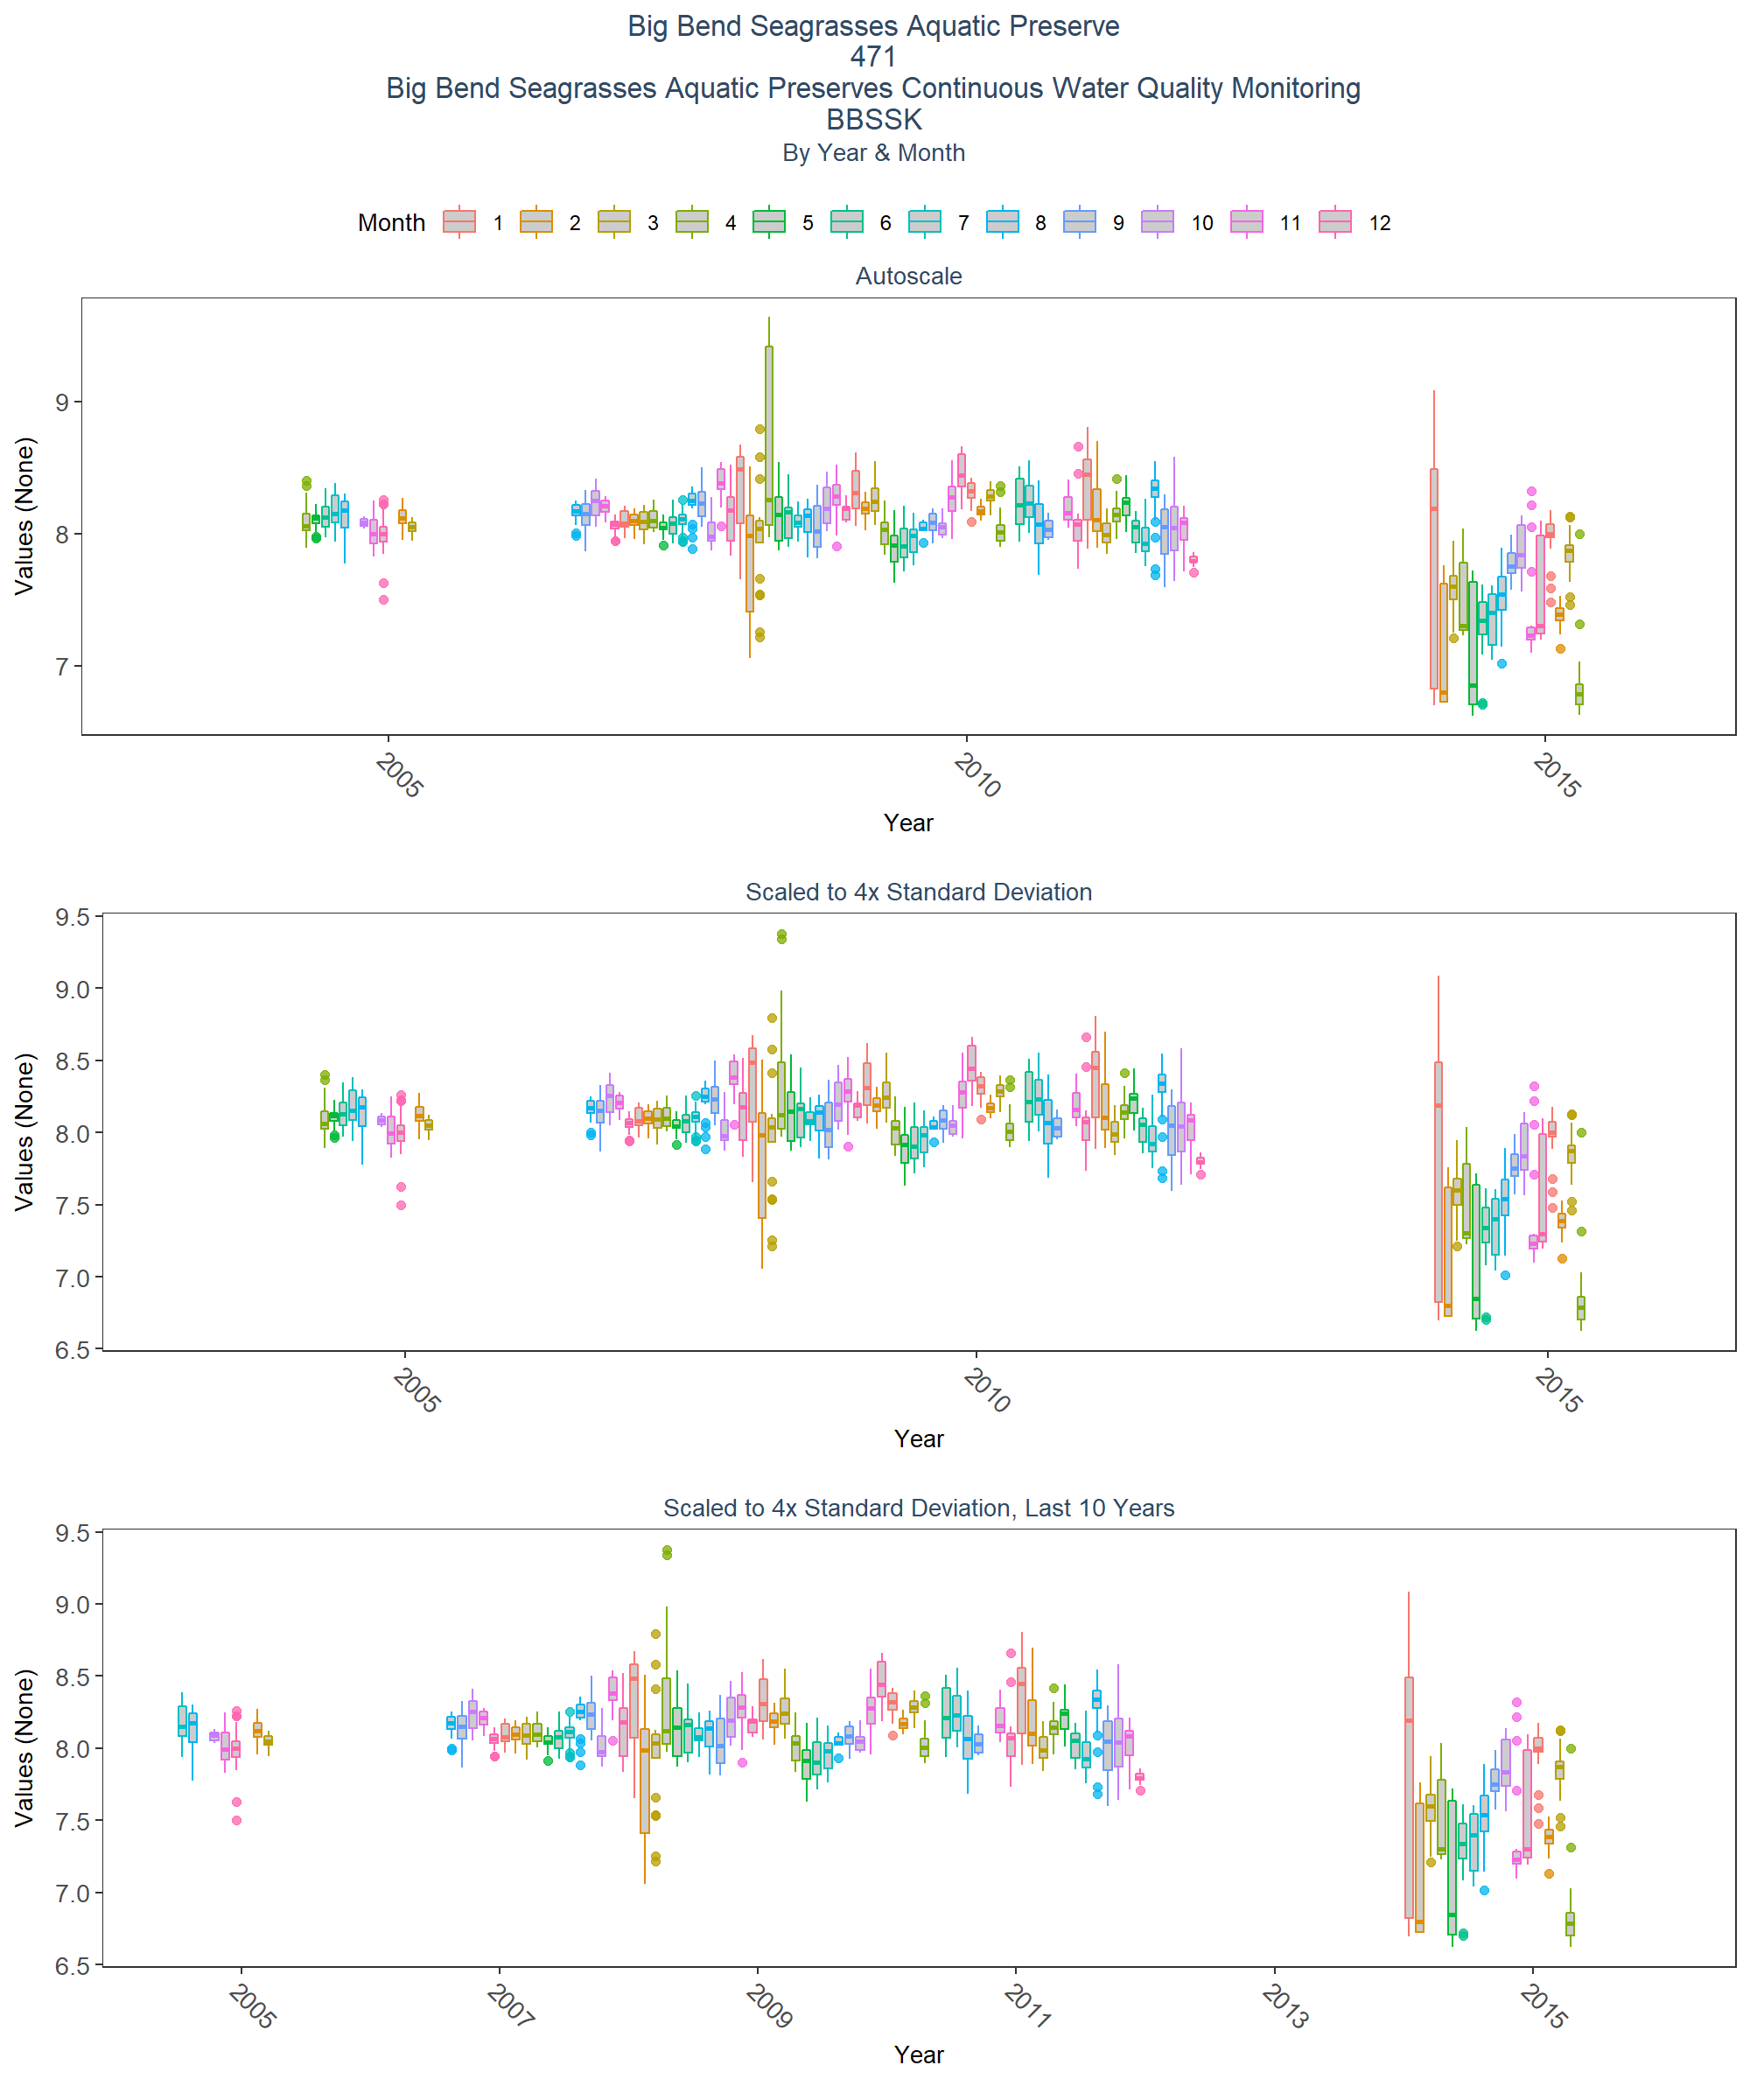 Big Bend Seagrasses Aquatic Preserve
471
Big Bend Seagrasses Aquatic Preserves Continuous Water Quality Monitoring
BBSSK
By Year & Month
Month 1 2 3 4 5 6 7 8 9 10 11 12
Autoscale
Values (None)
9
8
7
2005 2010 2015
Year
Scaled to 4x Standard Deviation
Values (None)
9.5
9.0
8.5
8.0
7.5
7.0
6.5
2005 2010 2015
Year
Scaled to 4x Standard Deviation, Last 10 Years
Values (None)
9.5
9.0
8.5
8.0
7.5
7.0
6.5
2005 2007 2009 2011 2013 2015
Year